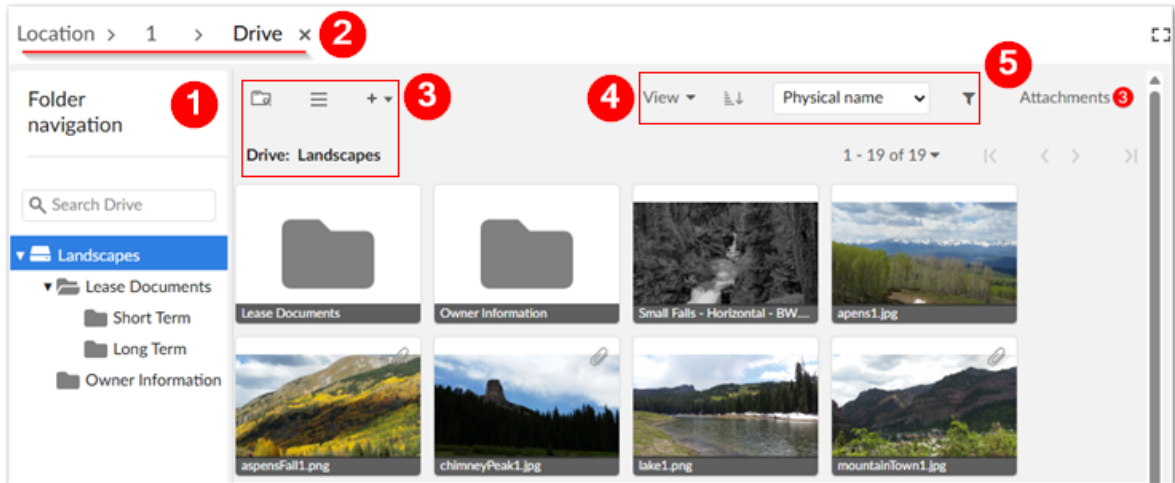 Location > 1 > Drive × 2
Folder navigation 1
3
4 View Physical name 5
Attachments 3
Drive: Landscapes
1 - 19 of 19
Search Drive
Landscapes
Lease Documents
Short Term
Long Term
Owner Information
Lease Documents
Owner Information
Small Falls - Horizontal - BW....
apens1.jpg
aspensFall1.png
chimneyPeak1.jpg
lake1.png
mountainTown1.jpg